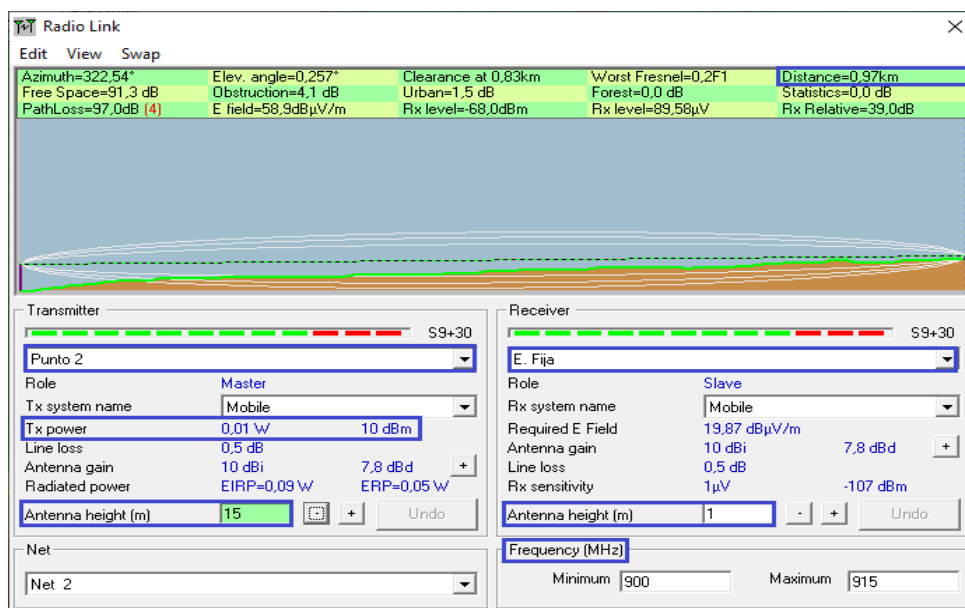 Radio Link
Edit View Swap
Azimuth=322,54° Elev. angle=0,257° Clearance at 0,83km Worst Fresnel=0,2F1 Distance=0,97km
Free Space=91,3 dB Obstruction=4,1 dB Urban=1,5 dB Forest=0,0 dB Statistics=0,0 dB
PathLoss=97,0dB (4) E field=58,9dBµV/m Rx level=-68,0dBm Rx level=89,58µV Rx Relative=39,0dB
Transmitter
S9+30
Punto 2
Role Master
Tx system name Mobile
Tx power 0,01 W 10 dBm
Line loss 0,5 dB
Antenna gain 10 dBi 7,8 dBd +
Radiated power EIRP=0,09 W ERP=0,05 W
Antenna height (m) 15 - + Undo
Net
Net 2
Receiver
S9+30
E. Fija
Role Slave
Rx system name Mobile
Required E Field 19,87 dBµV/m
Antenna gain 10 dBi 7,8 dBd +
Line loss 0,5 dB
Rx sensitivity 1µV -107 dBm
Antenna height (m) 1 - + Undo
Frequency (MHz)
Minimum 900 Maximum 915